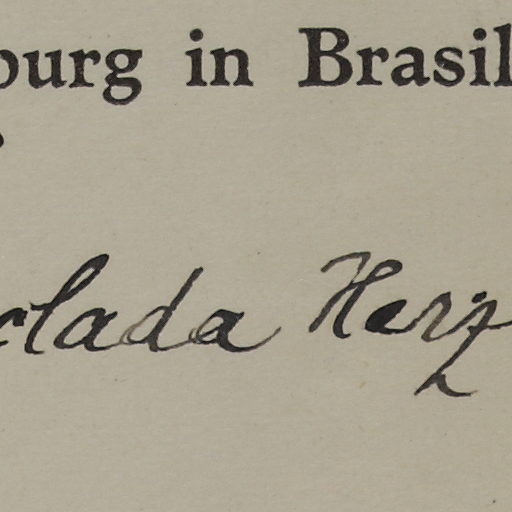 ourg in Brasil
clada Herz